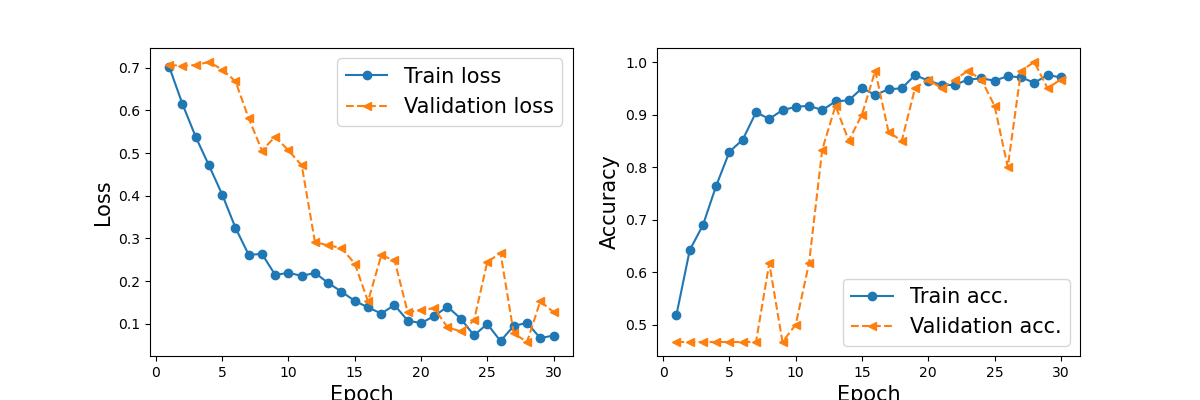 Loss
0.7
0.6
0.5
0.4
0.3
0.2
0.1
0 5 10 15 20 25 30
Epoch
Train loss
Validation loss
Accuracy
1.0
0.9
0.8
0.7
0.6
0.5
0 5 10 15 20 25 30
Epoch
Train acc.
Validation acc.